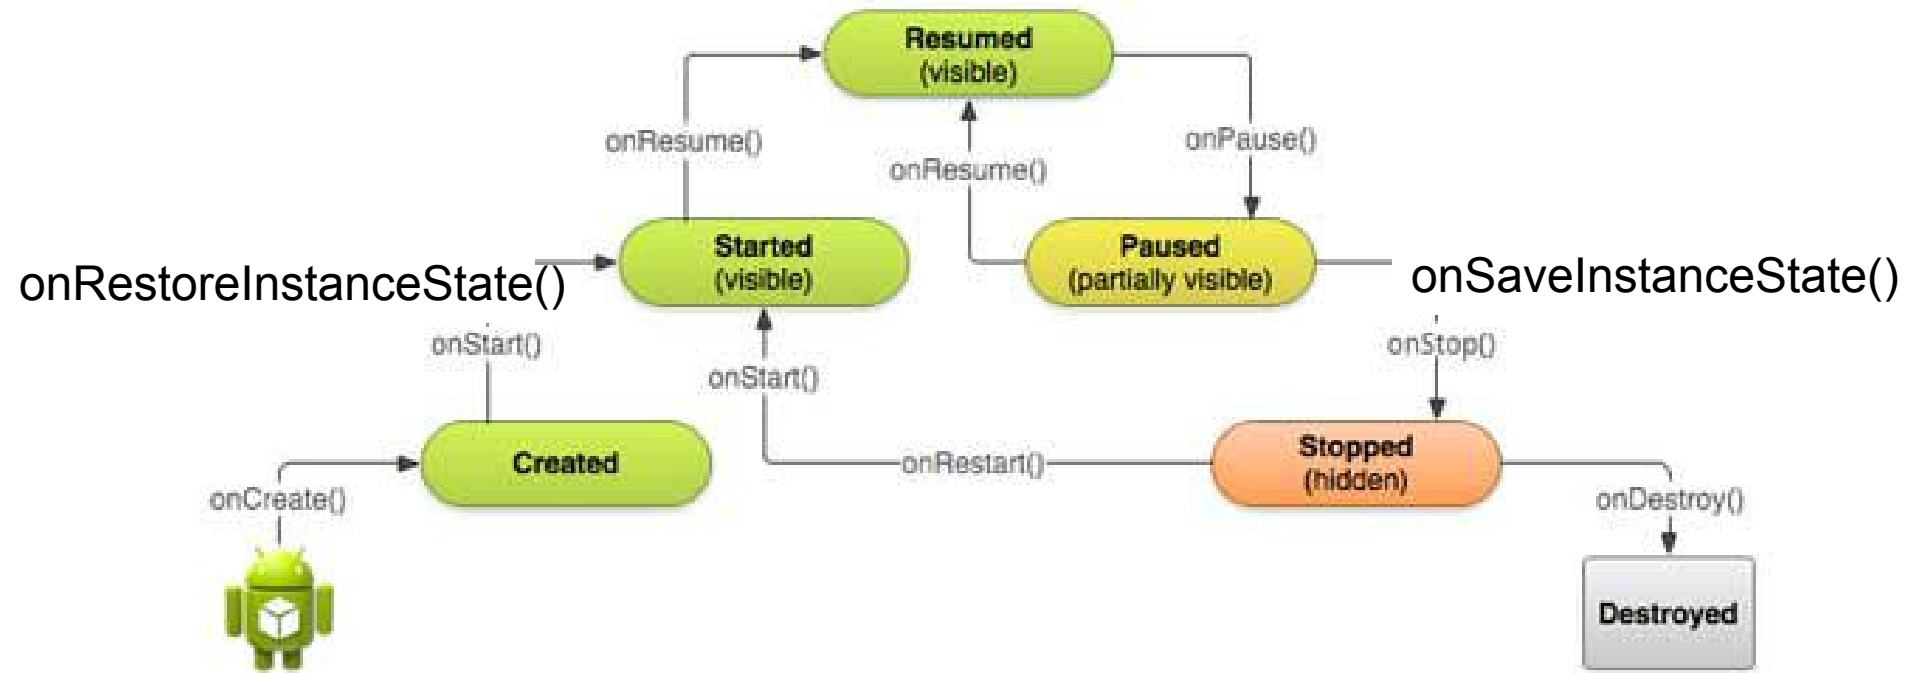 Resumed
(visible)
onResume()
onPause()
onResume()
Started
(visible)
Paused
(partially visible)
onRestoreInstanceState()
onSaveInstanceState()
onStart()
onStop()
onStart()
Created
onRestart()
Stopped
(hidden)
onCreate()
onDestroy()
Destroyed